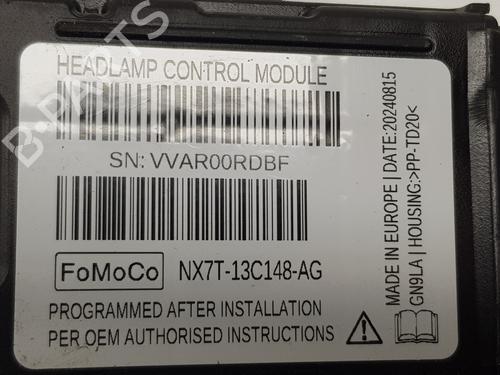 HEADLAMP CONTROL MODULE
SN: VVAR00RDBF
FoMoCo
NX7T-13C148-AG
PROGRAMMED AFTER INSTALLATION
PER OEM AUTHORISED INSTRUCTIONS
MADE IN EUROPE | DATE:20240815
GN9LA | HOUSING:>PP-TD20<
B-PARTS